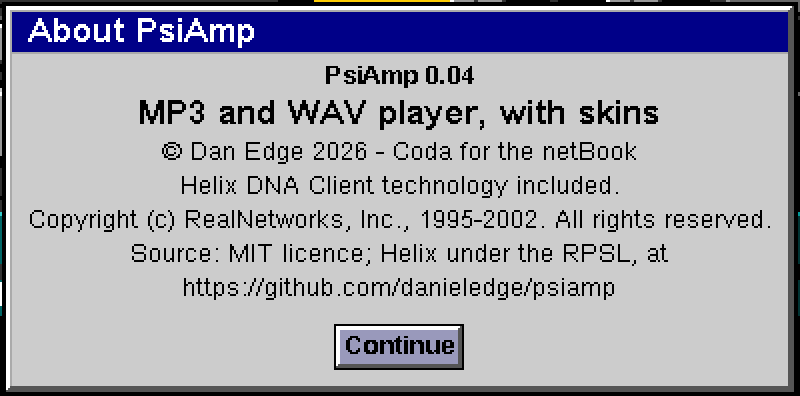 About PsiAmp
PsiAmp 0.04
MP3 and WAV player, with skins
© Dan Edge 2026 - Coda for the netBook
Helix DNA Client technology included.
Copyright (c) RealNetworks, Inc., 1995-2002. All rights reserved.
Source: MIT licence; Helix under the RPSL, at
https://github.com/danieledge/psiamp
Continue